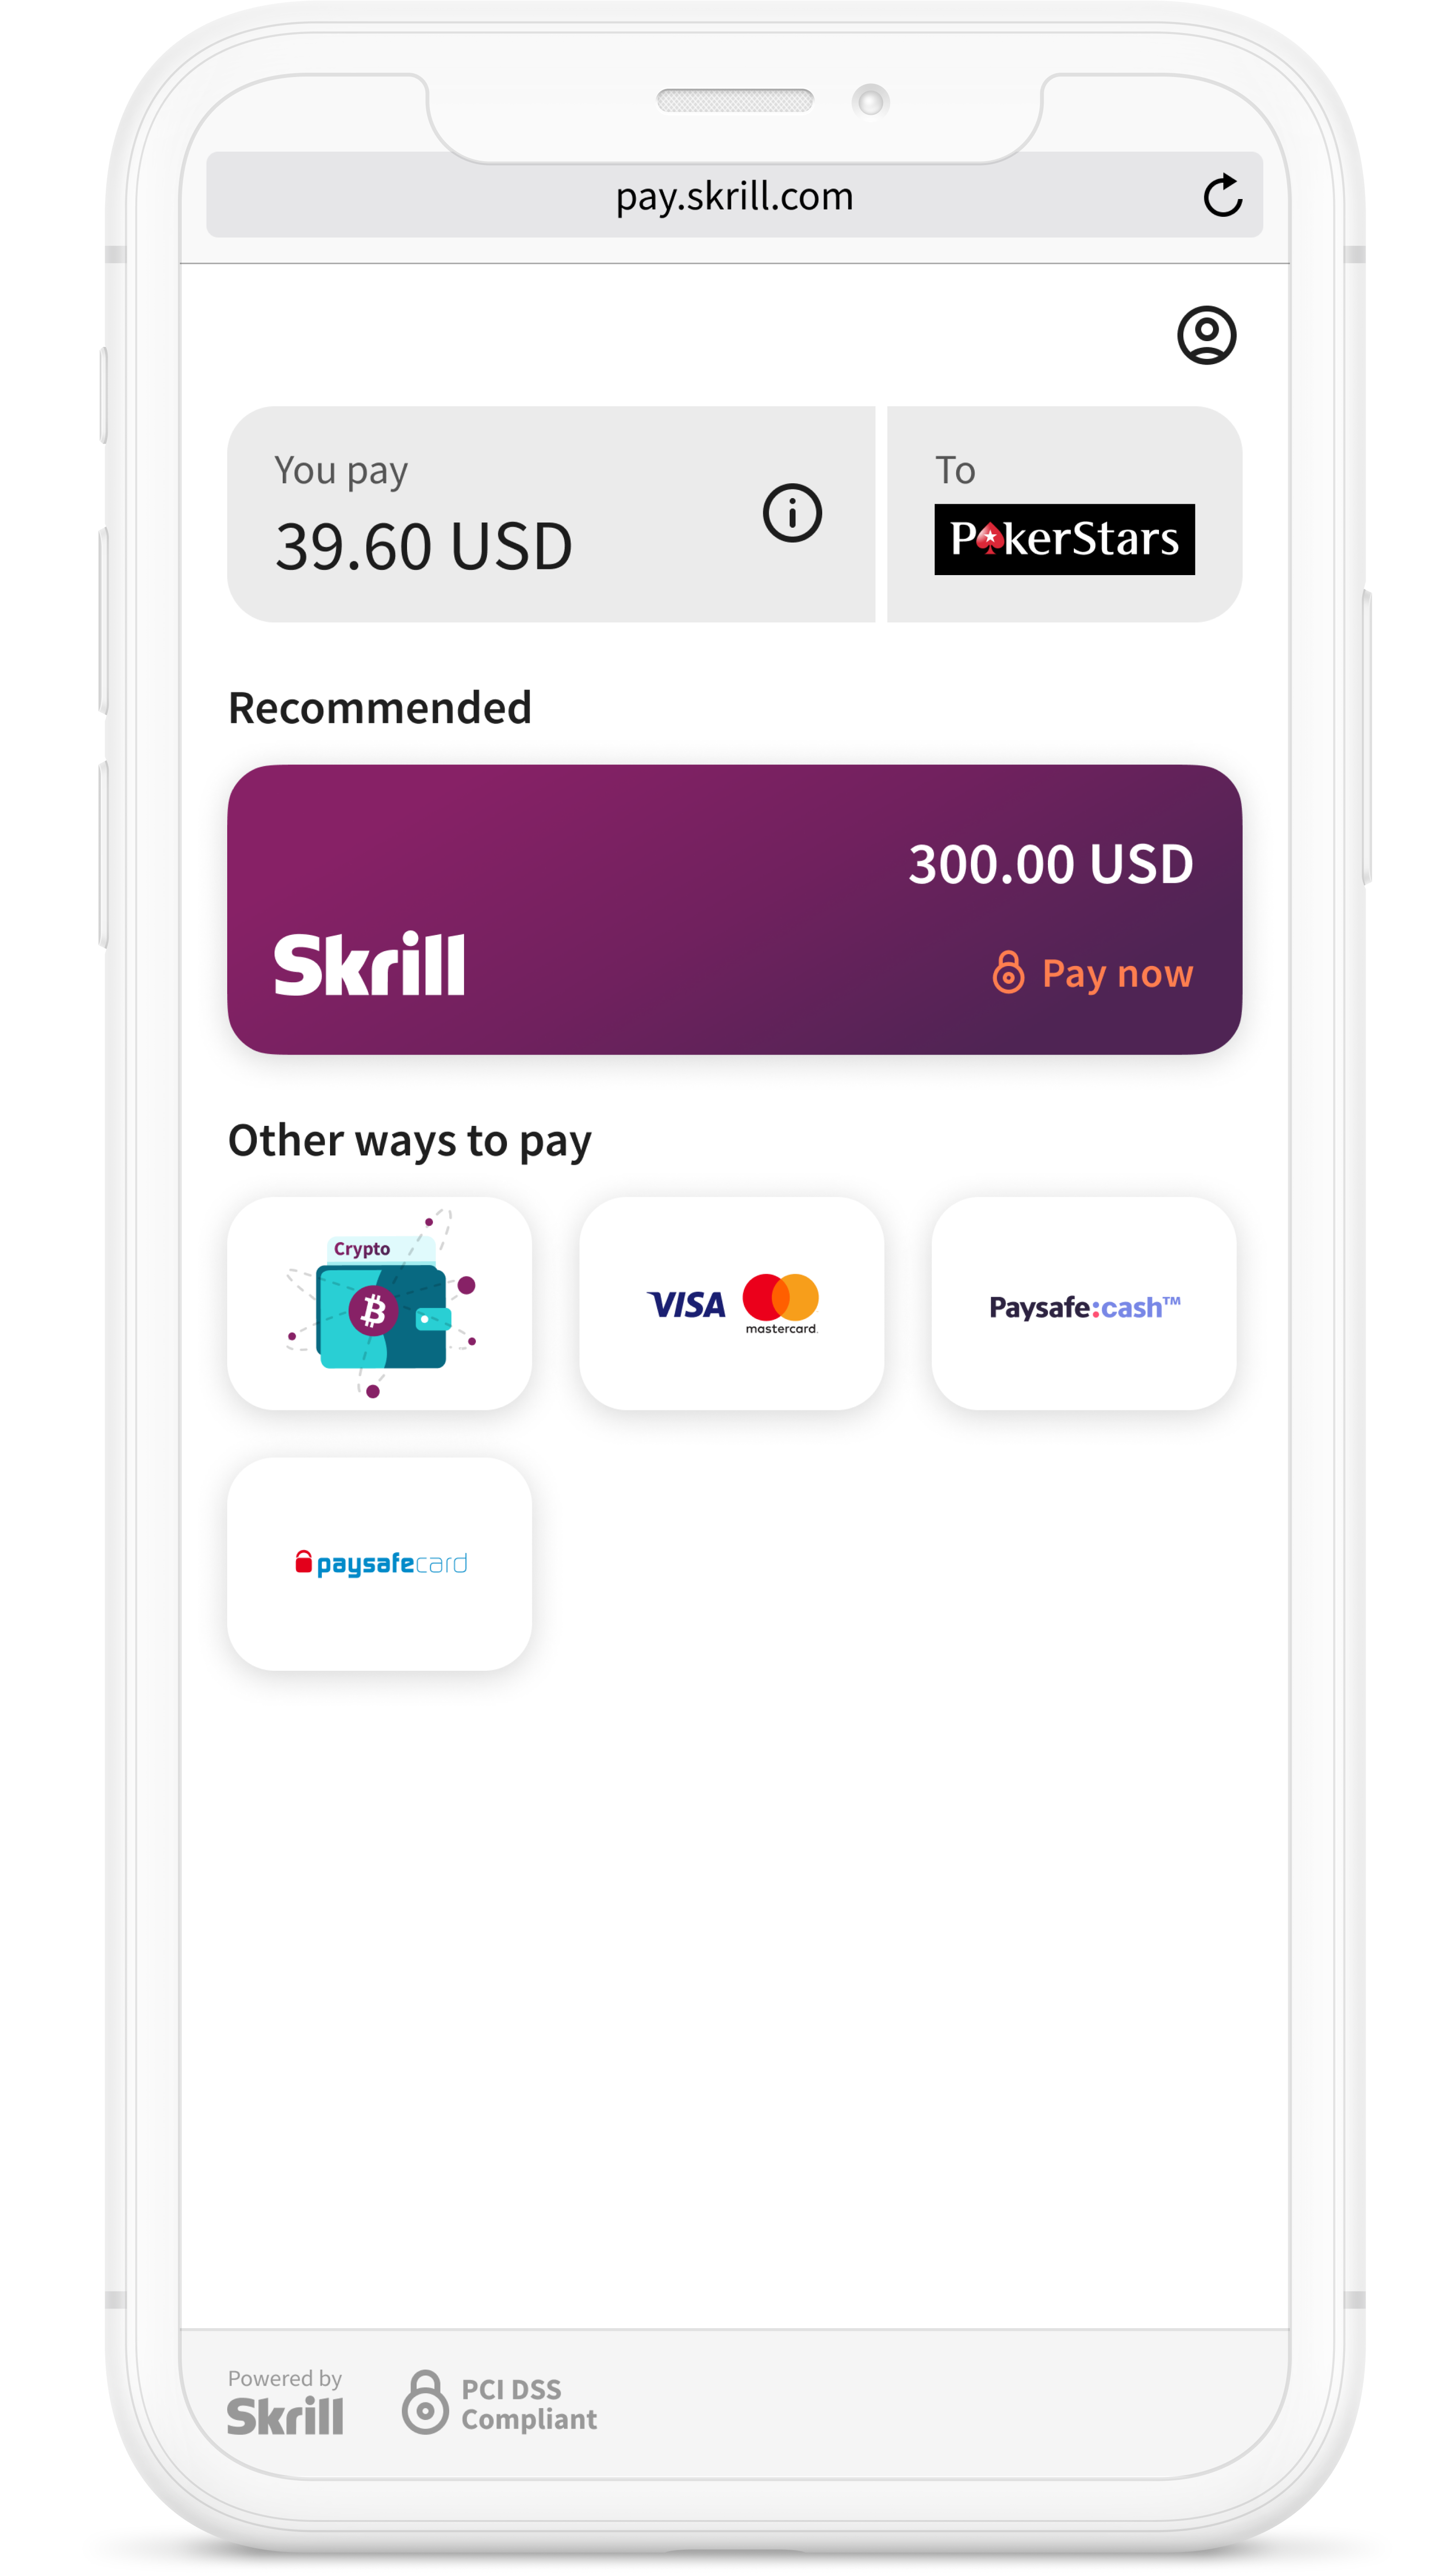 pay.skrill.com
You pay
39.60 USD
To
PokerStars
Recommended
300.00 USD
Skrill
Pay now
Other ways to pay
Crypto
VISA
mastercard.
Paysafe:cash™
paysafecard
Powered by
Skrill
PCI DSS
Compliant